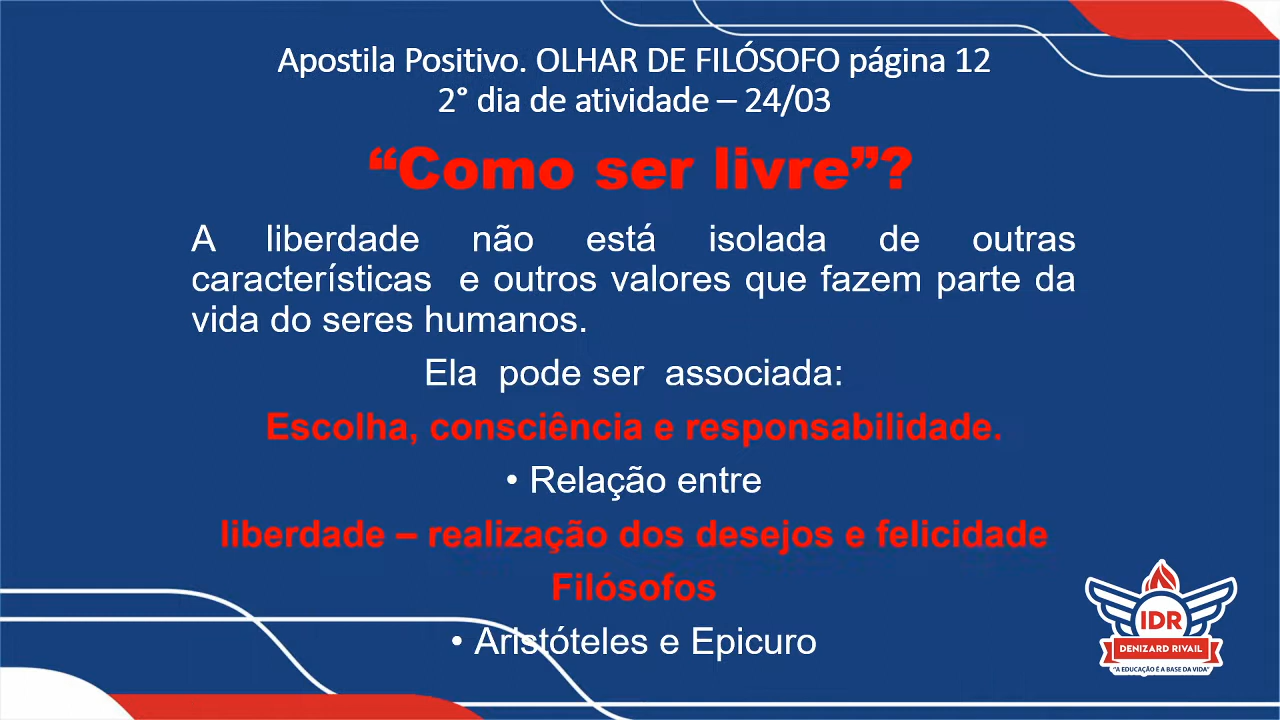 Apostila Positivo. OLHAR DE FILÓSOFO página 12
2° dia de atividade – 24/03
“Como ser livre”?
A liberdade não está isolada de outras
características e outros valores que fazem parte da
vida do seres humanos.
Ela pode ser associada:
Escolha, consciência e responsabilidade.
• Relação entre
liberdade – realização dos desejos e felicidade
Filósofos
• Aristóteles e Epicuro
IDR
DENIZARD RIVAIL
"A EDUCAÇÃO É A BASE DA VIDA"